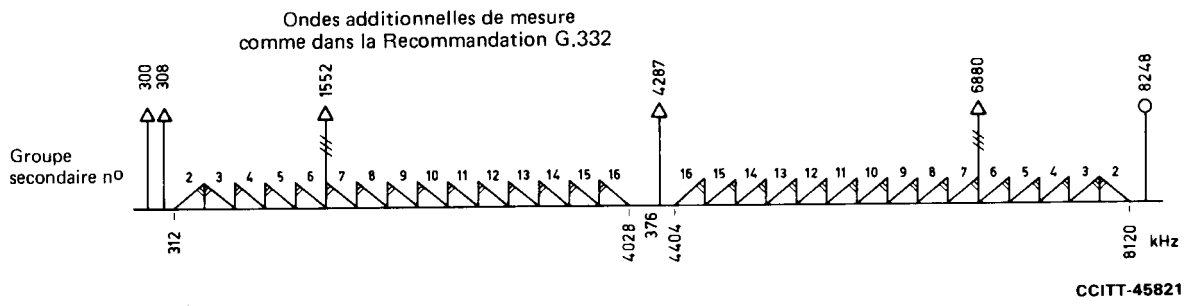 Ondes additionnelles de mesure
comme dans la Recommandation G.332
300
308
1552
4287
6880
8248
Groupe
secondaire nº
2 3 4 5 6 7 8 9 10 11 12 13 14 15 16
16 15 14 13 12 11 10 9 8 7 6 5 4 3 2
312
4028
376
4404
8120
kHz
CCITT-45821